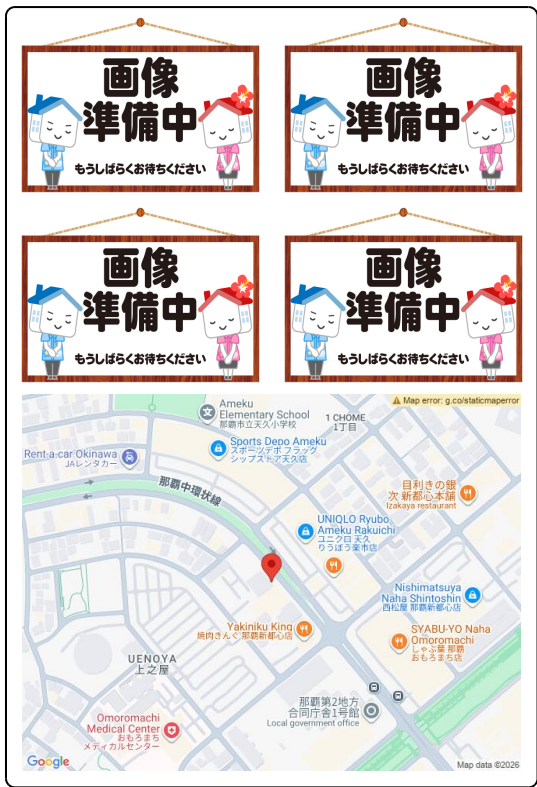 画像
準備中
もうしばらくお待ちください
画像
準備中
もうしばらくお待ちください
画像
準備中
もうしばらくお待ちください
画像
準備中
もうしばらくお待ちください
Map error: g.co/staticmaperror
Ameku
Elementary School
那覇市立天久小学校
1 CHOME
1丁目
Sports Depo Ameku
スポーツデポ フラッグ
シップストア天久店
Rent-a-car Okinawa
JAレンタカー
那覇中環状線
目利きの銀
次 新都心本舗
Izakaya restaurant
UNIQLO Ryubo
Ameku Rakuichi
ユニクロ 天久
りうぼう楽市店
Nishimatsuya
Naha Shintoshin
西松屋 那覇新都心店
Yakiniku King
焼肉きんぐ 那覇新都心店
SYABU-YO Naha
Omoromachi
しゃぶ葉 那覇
おもろまち店
UENOYA
上之屋
那覇第2地方
合同庁舎1号館
Local government office
Omoromachi
Medical Center
おもろまち
メディカルセンター
Google
Map data ©2026